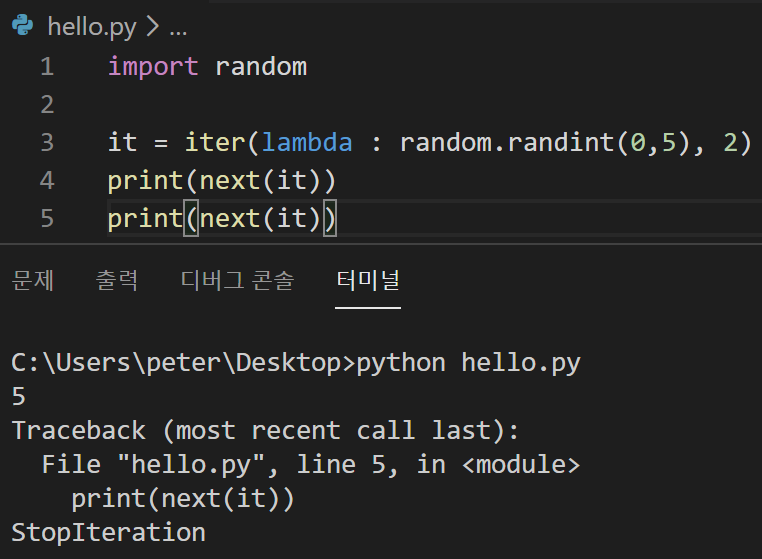 hello.py > ...
1 import random
2
3 it = iter(lambda : random.randint(0,5), 2)
4 print(next(it))
5 print(next(it))
문제 출력 디버그 콘솔 터미널
C:\Users\peter\Desktop>python hello.py
5
Traceback (most recent call last):
  File "hello.py", line 5, in <module>
    print(next(it))
StopIteration